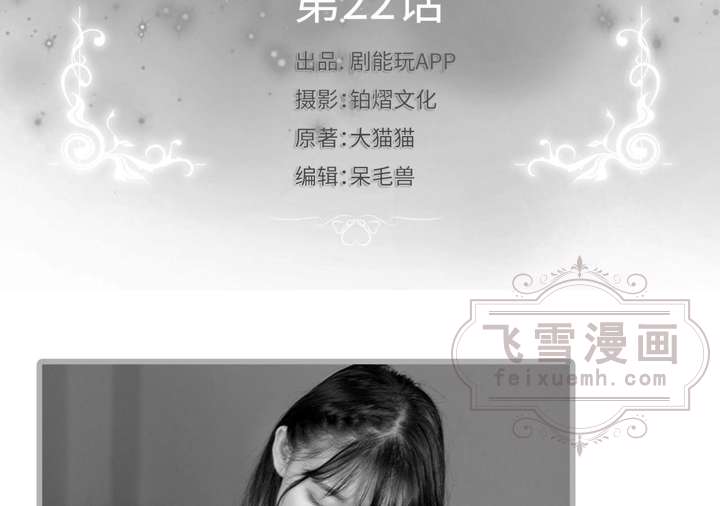 第22话
出品:剧能玩APP
摄影:铂熠文化
原著:大猫猫
编辑:呆毛兽
飞雪漫画
feixuemh.com